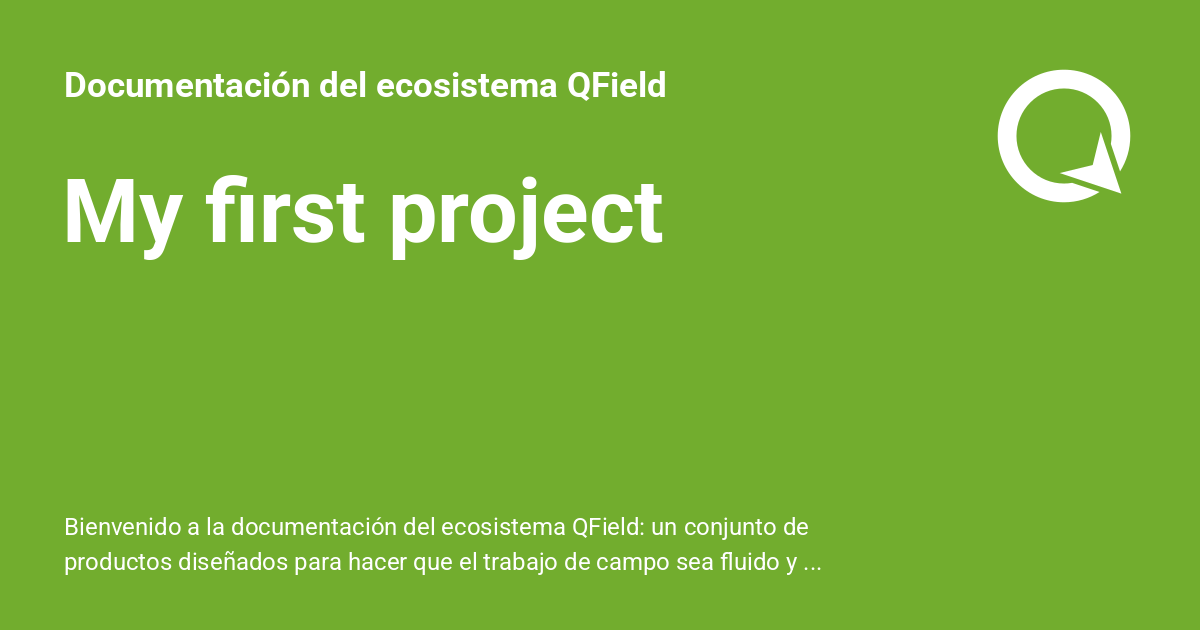 Documentación del ecosistema QField
My first project
Bienvenido a la documentación del ecosistema QField: un conjunto de
productos diseñados para hacer que el trabajo de campo sea fluido y ...